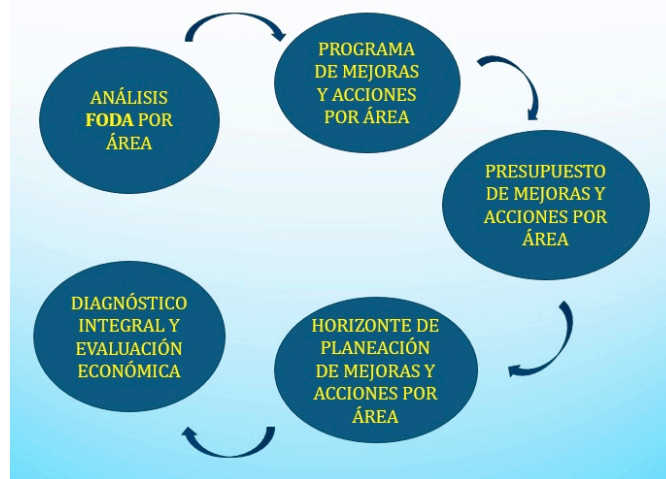 ANÁLISIS
FODA POR
ÁREA
PROGRAMA
DE MEJORAS
Y ACCIONES
POR ÁREA
PRESUPUESTO
DE MEJORAS Y
ACCIONES POR
ÁREA
HORIZONTE DE
PLANEACIÓN
DE MEJORAS Y
ACCIONES POR
ÁREA
DIAGNÓSTICO
INTEGRAL Y
EVALUACIÓN
ECONÓMICA